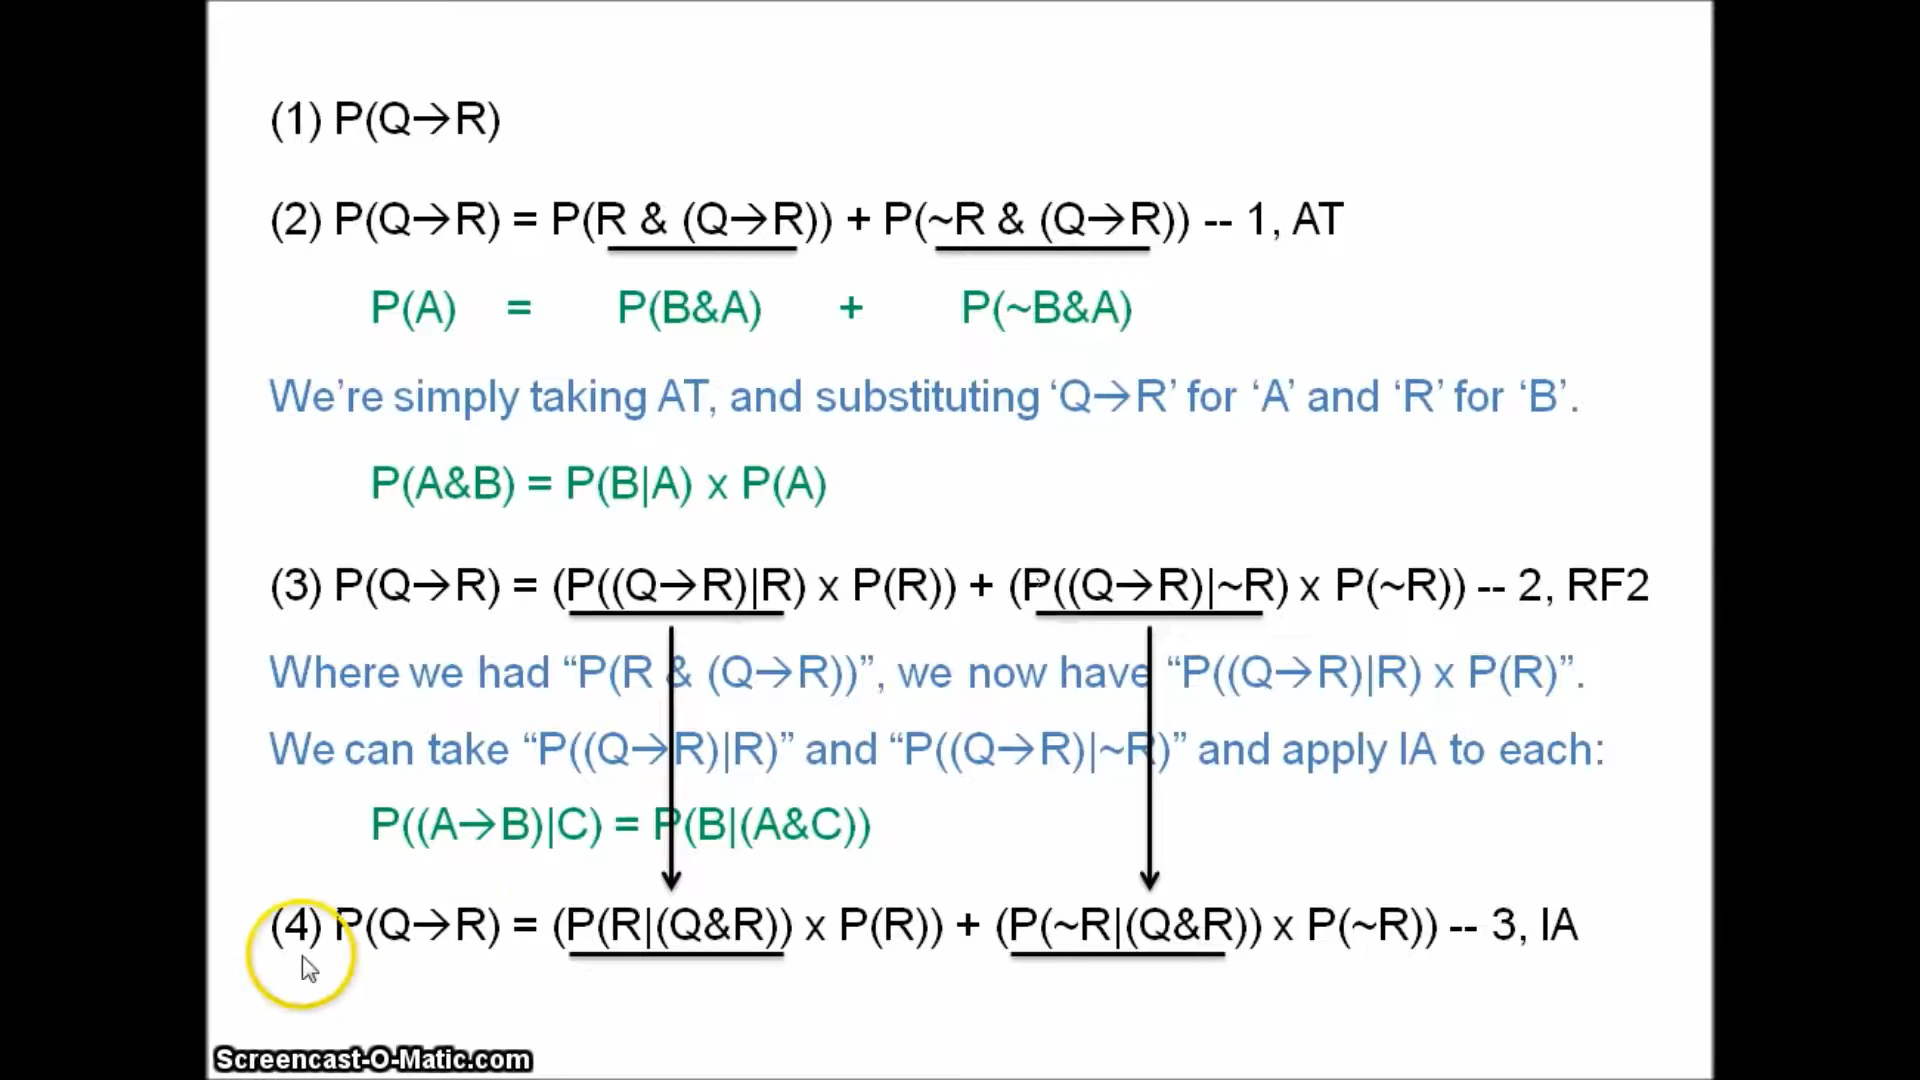 (1) P(Q→R)
(2) P(Q→R) = P(R & (Q→R)) + P(~R & (Q→R)) -- 1, AT
P(A) = P(B&A) + P(~B&A)
We're simply taking AT, and substituting ‘Q→R’ for ‘A’ and ‘R’ for ‘B’.
P(A&B) = P(B|A) x P(A)
(3) P(Q→R) = (P((Q→R)|R) x P(R)) + (P((Q→R)|~R) x P(~R)) -- 2, RF2
Where we had “P(R & (Q→R))”, we now have “P((Q→R)|R) x P(R)”.
We can take “P((Q→R)|R)” and “P((Q→R)|~R)” and apply IA to each:
P((A→B)|C) = P(B|(A&C))
(4) P(Q→R) = (P(R|(Q&R)) x P(R)) + (P(~R|(Q&R)) x P(~R)) -- 3, IA
Screencast-O-Matic.com